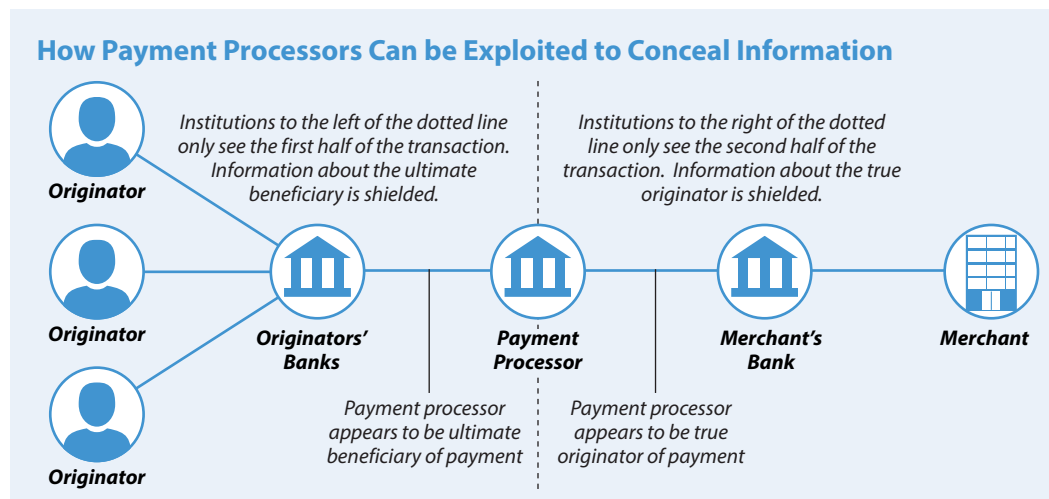 How Payment Processors Can be Exploited to Conceal Information
Institutions to the left of the dotted line
only see the first half of the transaction.
Information about the ultimate
beneficiary is shielded.
Institutions to the right of the dotted
line only see the second half of the
transaction.  Information about the true
originator is shielded.
Originator
Originator
Originator
Originators’
Banks
Payment
Processor
Merchant’s
Bank
Merchant
Payment processor
appears to be ultimate
beneficiary of payment
Payment processor
appears to be true
originator of payment